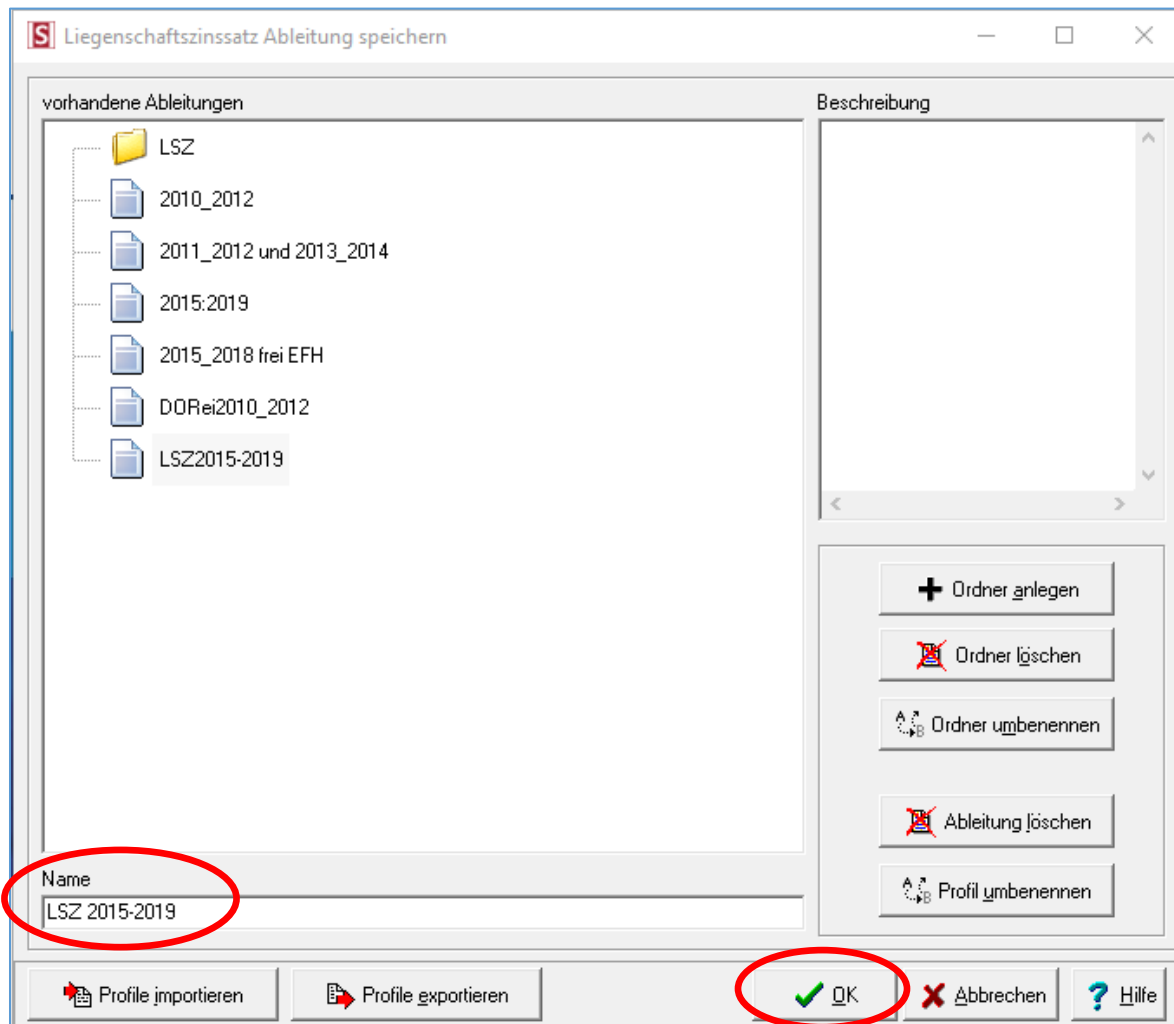 Liegenschaftszinssatz Ableitung speichern
vorhandene Ableitungen
LSZ
2010_2012
2011_2012 und 2013_2014
2015:2019
2015_2018 frei EFH
DORei2010_2012
LSZ2015-2019
Name
LSZ 2015-2019
Beschreibung
Ordner anlegen
Ordner löschen
Ordner umbenennen
Ableitung löschen
Profil umbenennen
Profile importieren
Profile exportieren
OK
Abbrechen
Hilfe